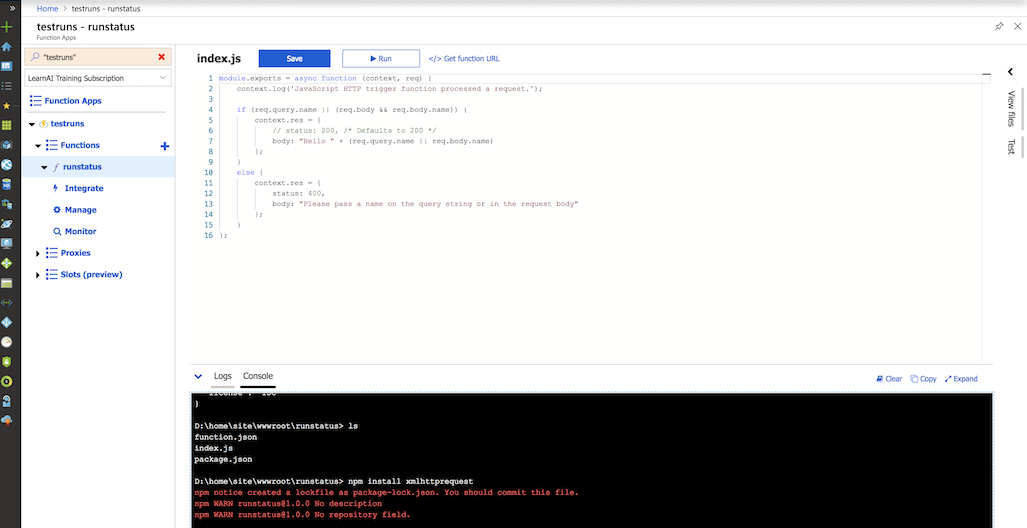 Home > testruns - runstatus
testruns - runstatus
Function Apps
"testruns"
LearnAI Training Subscription
Function Apps
testruns
Functions
runstatus
Integrate
Manage
Monitor
Proxies
Slots (preview)
index.js
Save
Run
</> Get function URL
1 module.exports = async function (context, req) {
2 context.log('JavaScript HTTP trigger function processed a request.');
3
4 if (req.query.name || (req.body && req.body.name)) {
5 context.res = {
6 // status: 200, /* Defaults to 200 */
7 body: "Hello " + (req.query.name || req.body.name)
8 };
9 }
10 else {
11 context.res = {
12 status: 400,
13 body: "Please pass a name on the query string or in the request body"
14 };
15 }
16 };
View files
Test
Logs
Console
Clear
Copy
Expand
}
D:\home\site\wwwroot\runstatus> ls
function.json
index.js
package.json
D:\home\site\wwwroot\runstatus> npm install xmlhttprequest
npm notice created a lockfile as package-lock.json. You should commit this file.
npm WARN runstatus@1.0.0 No description
npm WARN runstatus@1.0.0 No repository field.